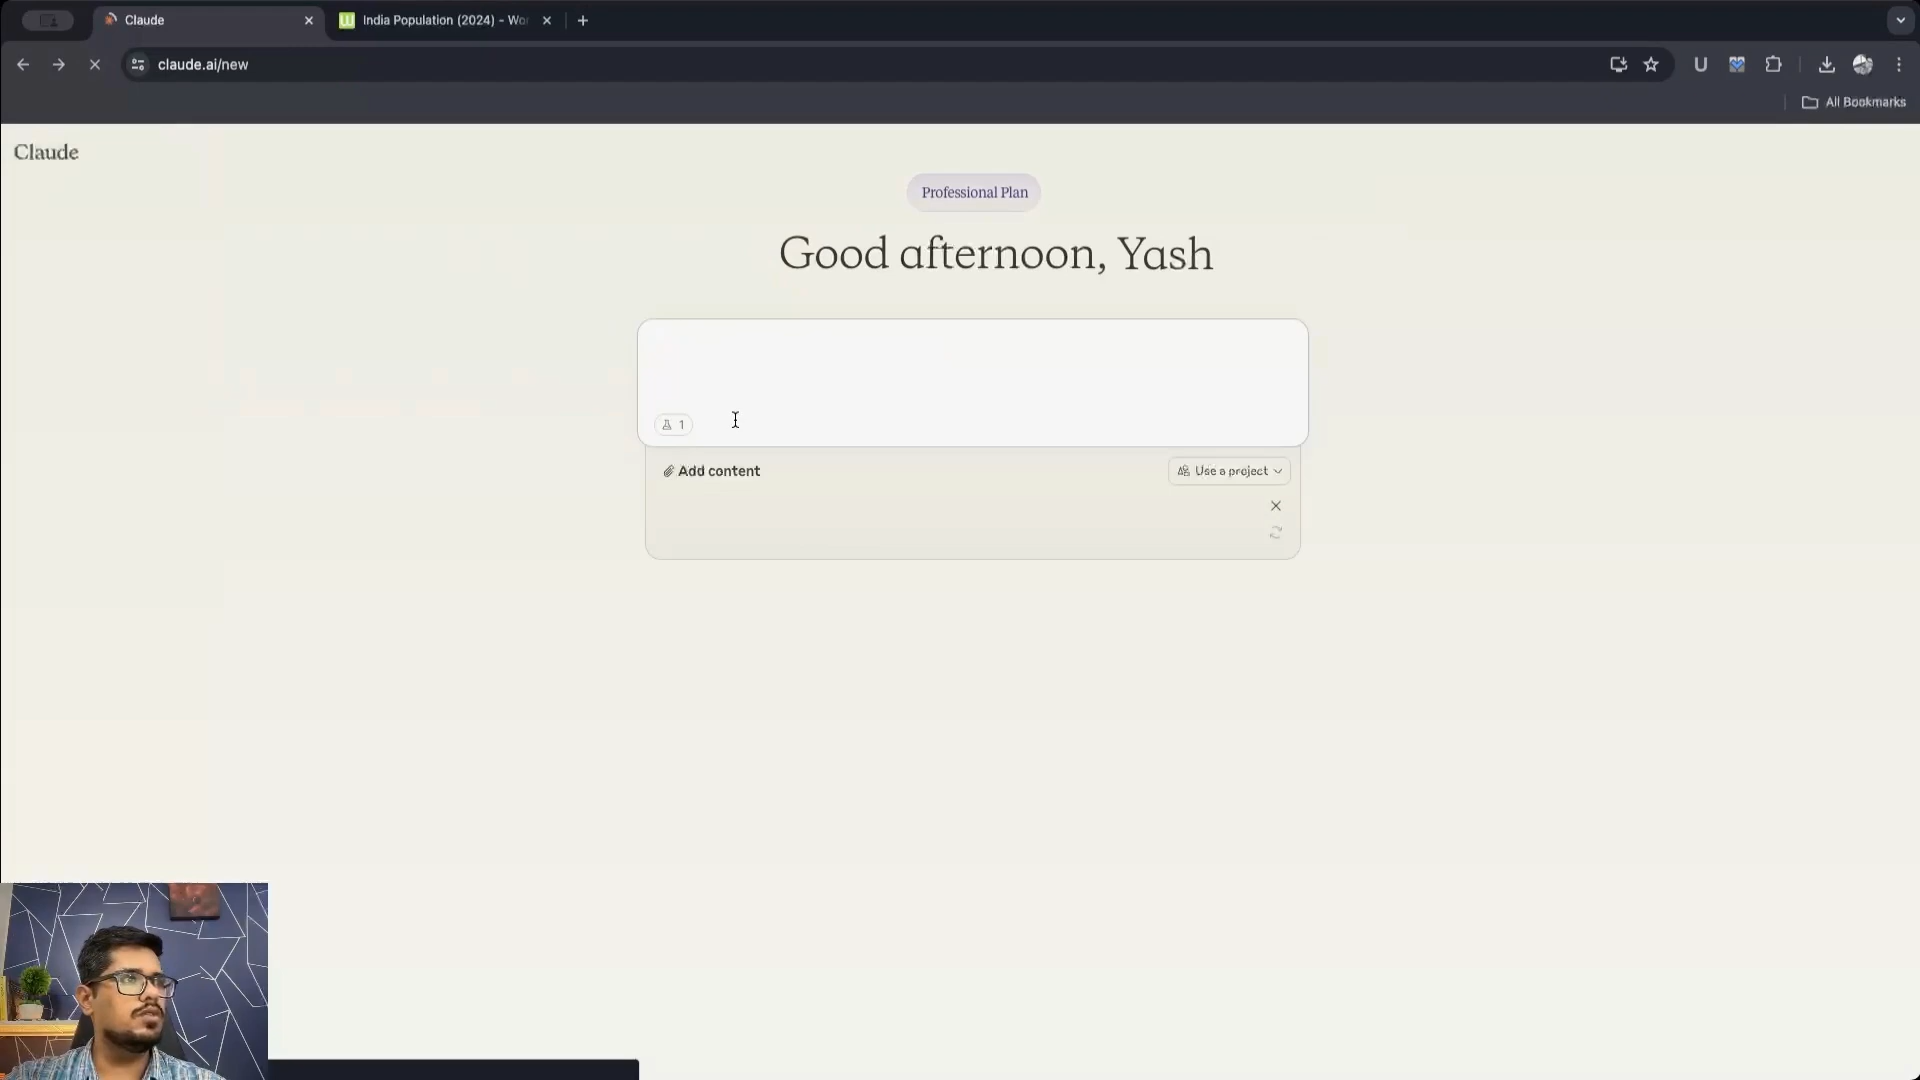 Claude
India Population (2024) - Wor
claude.ai/new
All Bookmarks
Claude
Professional Plan
Good afternoon, Yash
1
Add content
Use a project